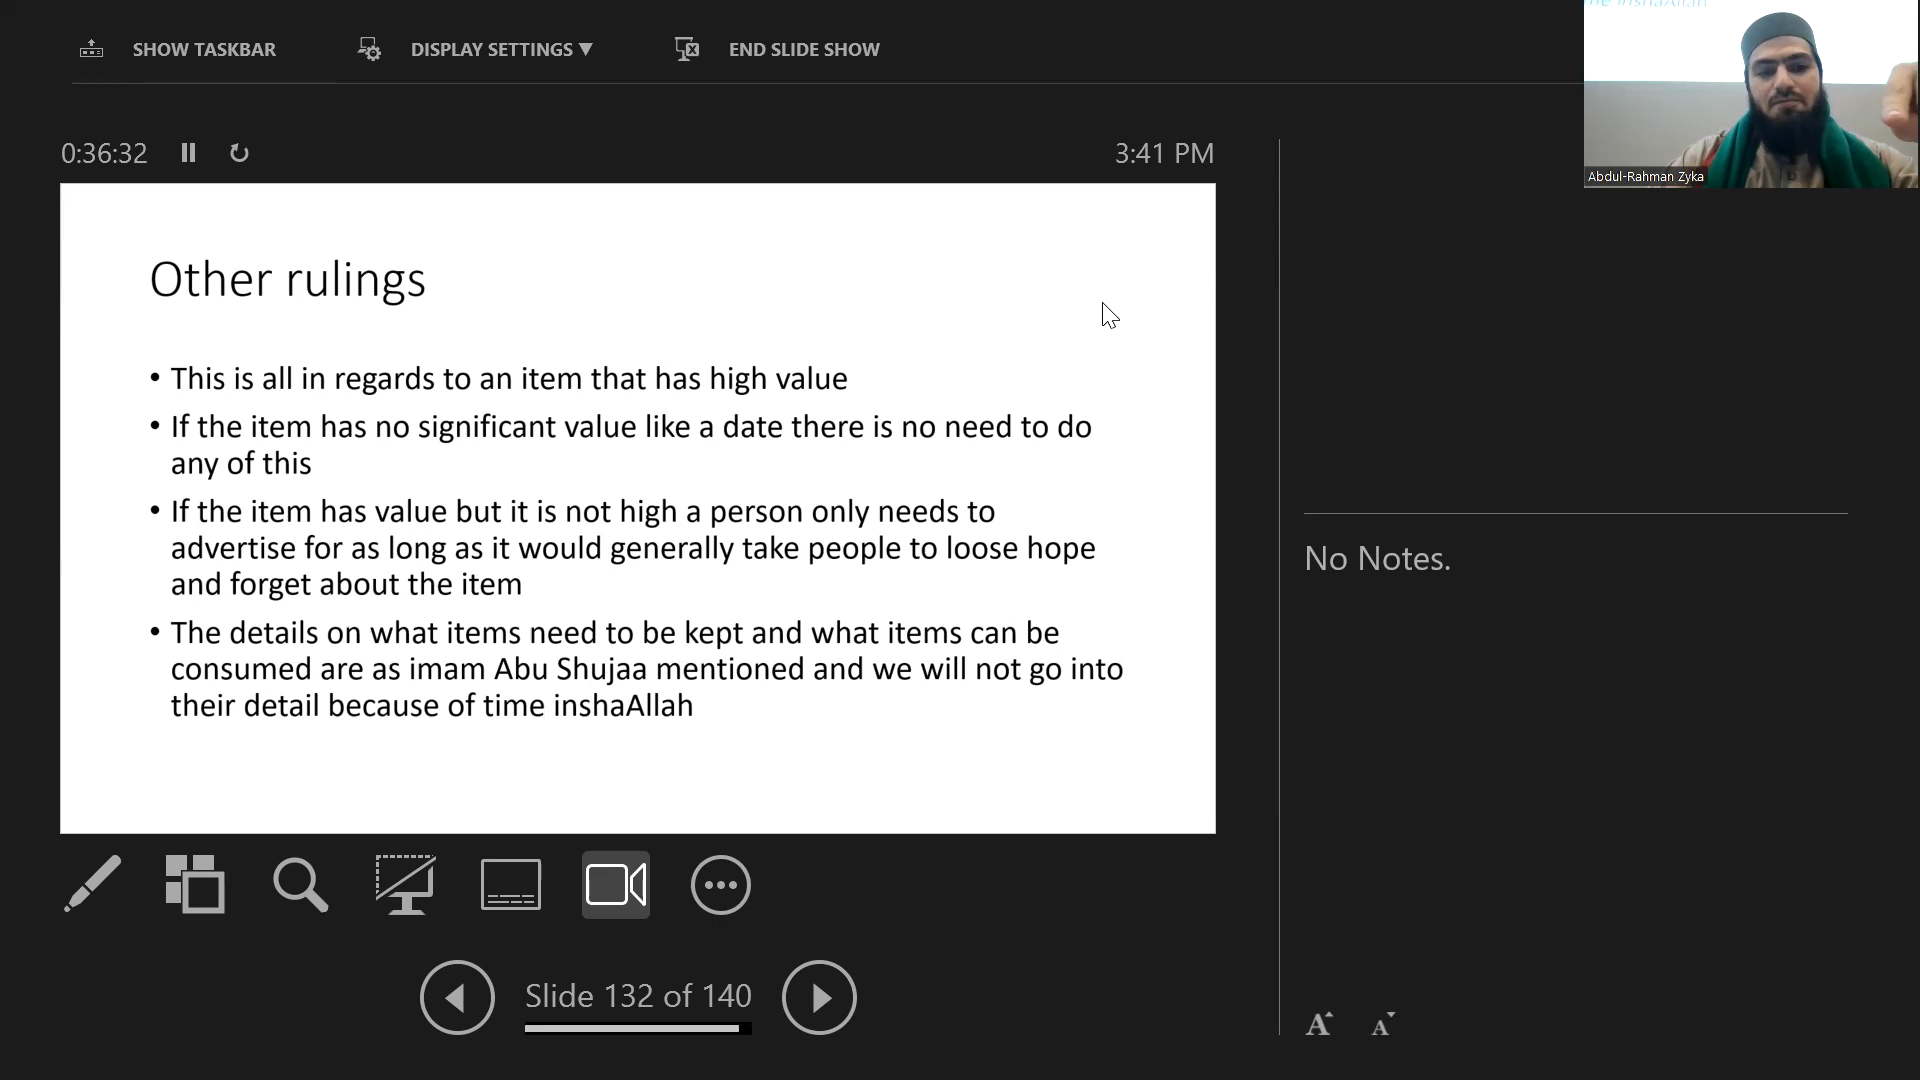 me inshaAllah
SHOW TASKBAR
DISPLAY SETTINGS ▼
END SLIDE SHOW
Abdul-Rahman Zyka
0:36:32
3:41 PM
Other rulings
• This is all in regards to an item that has high value
• If the item has no significant value like a date there is no need to do
any of this
• If the item has value but it is not high a person only needs to
advertise for as long as it would generally take people to loose hope
and forget about the item
• The details on what items need to be kept and what items can be
consumed are as imam Abu Shujaa mentioned and we will not go into
their detail because of time inshaAllah
No Notes.
Slide 132 of 140
A A